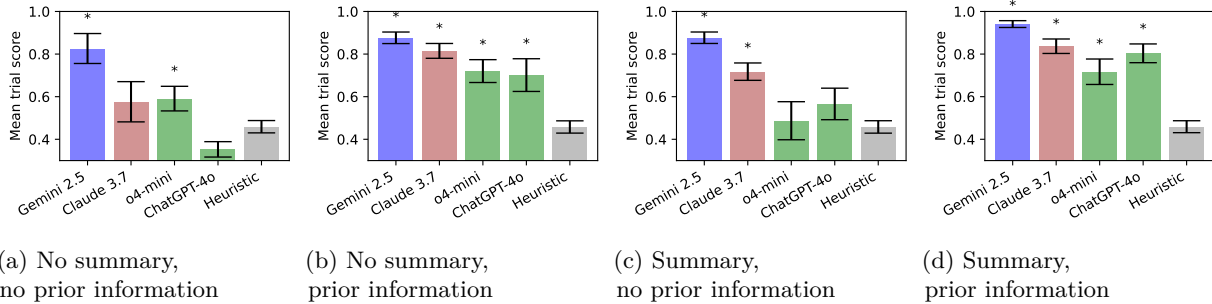 *
*
Mean trial score
1.0
0.8
0.6
0.4
Gemini 2.5
Claude 3.7
o4-mini
ChatGPT-4o
Heuristic
(a) No summary,
no prior information
*
*
*
*
Mean trial score
1.0
0.8
0.6
0.4
Gemini 2.5
Claude 3.7
o4-mini
ChatGPT-4o
Heuristic
(b) No summary,
prior information
*
*
Mean trial score
1.0
0.8
0.6
0.4
Gemini 2.5
Claude 3.7
o4-mini
ChatGPT-4o
Heuristic
(c) Summary,
no prior information
*
*
*
*
Mean trial score
1.0
0.8
0.6
0.4
Gemini 2.5
Claude 3.7
o4-mini
ChatGPT-4o
Heuristic
(d) Summary,
prior information